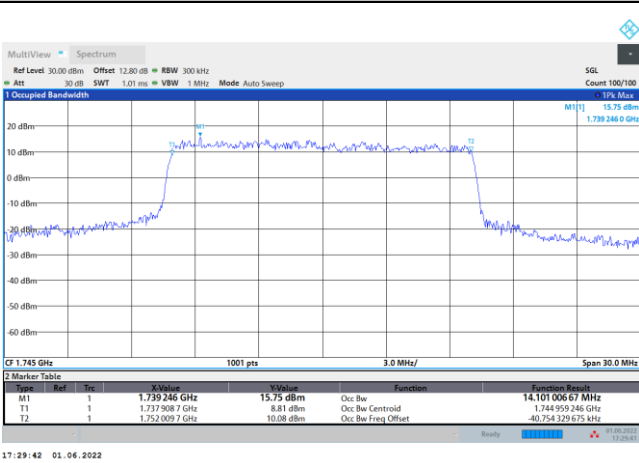 MultiView Spectrum
Ref Level 30.00 dBm Offset 12.80 dB RBW 300 kHz SGL
Att 30 dB SWT 1.01 ms VBW 1 MHz Mode Auto Sweep Count 100/100
1 Occupied Bandwidth 1Pk Max
M1[1] 15.75 dBm
1.739 246 0 GHz
20 dBm
M1
T1
T2
10 dBm
0 dBm
-10 dBm
-20 dBm
-30 dBm
-40 dBm
-50 dBm
-60 dBm
CF 1.745 GHz 1001 pts 3.0 MHz/ Span 30.0 MHz
2 Marker Table
Type Ref Trc X-Value Y-Value Function Function Result
M1 1 1.739 246 GHz 15.75 dBm Occ Bw 14.101 006 67 MHz
T1 1 1.737 908 7 GHz 8.81 dBm Occ Bw Centroid 1.744 959 246 GHz
T2 1 1.752 009 7 GHz 10.08 dBm Occ Bw Freq Offset -40.754 329 675 kHz
Ready 01.06.2022
17:29:41
17:29:42 01.06.2022